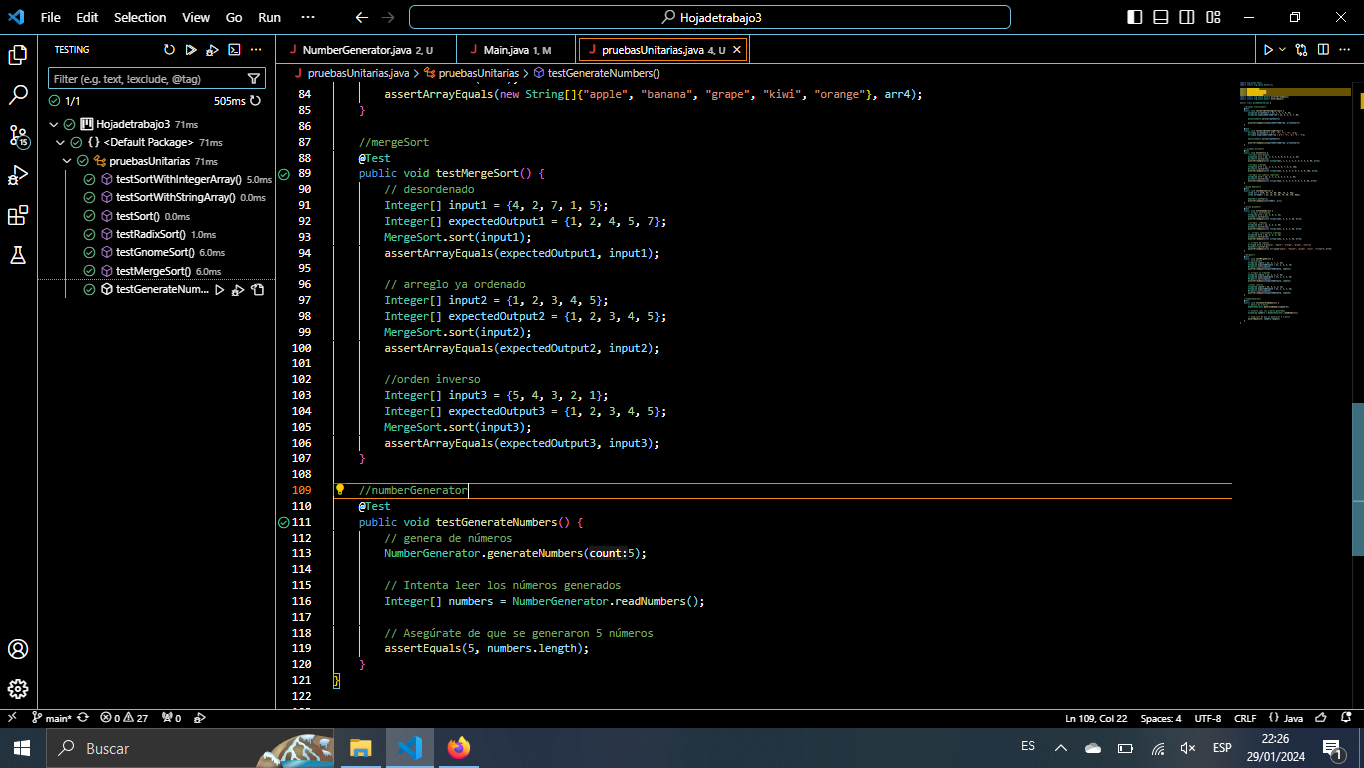 File Edit Selection View Go Run ··· Hojadetrabajo3
TESTING
NumberGenerator.java 2, U Main.java 1, M pruebasUnitarias.java 4, U
pruebasUnitarias.java > pruebasUnitarias > testGenerateNumbers()
Filter (e.g. text, !exclude, @tag)
1/1 505ms
Hojadetrabajo3 71ms
{} <Default Package> 71ms
pruebasUnitarias 71ms
testSortWithIntegerArray() 5.0ms
testSortWithStringArray() 0.0ms
testSort() 0.0ms
testRadixSort() 1.0ms
testGnomeSort() 6.0ms
testMergeSort() 6.0ms
testGenerateNum...
84 assertArrayEquals(new String[]{"apple", "banana", "grape", "kiwi", "orange"}, arr4);
85 }
86
87 //mergeSort
88 @Test
89 public void testMergeSort() {
90 // desordenado
91 Integer[] input1 = {4, 2, 7, 1, 5};
92 Integer[] expectedOutput1 = {1, 2, 4, 5, 7};
93 MergeSort.sort(input1);
94 assertArrayEquals(expectedOutput1, input1);
95
96 // arreglo ya ordenado
97 Integer[] input2 = {1, 2, 3, 4, 5};
98 Integer[] expectedOutput2 = {1, 2, 3, 4, 5};
99 MergeSort.sort(input2);
100 assertArrayEquals(expectedOutput2, input2);
101
102 //orden inverso
103 Integer[] input3 = {5, 4, 3, 2, 1};
104 Integer[] expectedOutput3 = {1, 2, 3, 4, 5};
105 MergeSort.sort(input3);
106 assertArrayEquals(expectedOutput3, input3);
107 }
108
109 //numberGenerator
110 @Test
111 public void testGenerateNumbers() {
112 // genera de números
113 NumberGenerator.generateNumbers(count:5);
114
115 // Intenta leer los números generados
116 Integer[] numbers = NumberGenerator.readNumbers();
117
118 // Asegúrate de que se generaron 5 números
119 assertEquals(5, numbers.length);
120 }
121 }
122
15
main* 0 27 0 Ln 109, Col 22 Spaces: 4 UTF-8 CRLF {} Java
Buscar ES ESP 22:26
29/01/2024 1